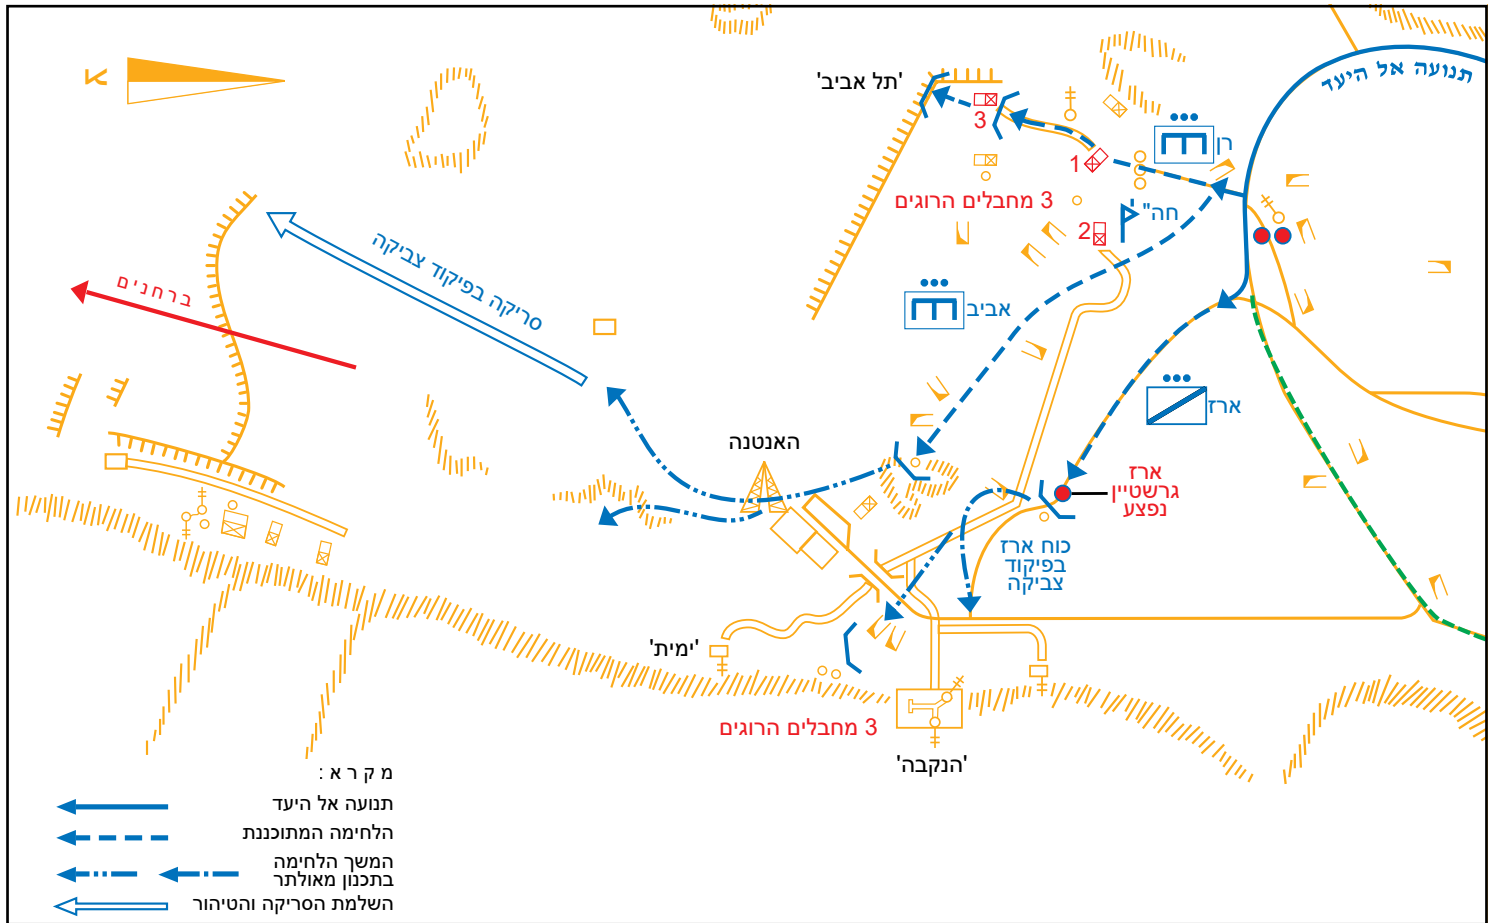 תנועה אל היעד
א
'תל אביב'
3
1
רן
3 מחבלים הרוגים
חה"י
2
סריקה בפיקוד צביקה
ברחנים
אביב
ארז
האנטנה
ארז
גרשטיין
נפצע
כוח ארז
בפיקוד
צביקה
'ימית'
3 מחבלים הרוגים
'הנקבה'
מ ק ר א :
תנועה אל היעד
הלחימה המתוכננת
המשך הלחימה
בתכנון מאולתר
השלמת הסריקה והטיהור